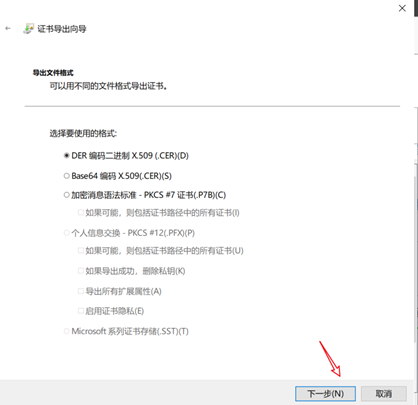 证书导出向导
导出文件格式
可以用不同的文件格式导出证书。
选择要使用的格式:
DER 编码二进制 X.509 (.CER)(D)
Base64 编码 X.509(.CER)(S)
加密消息语法标准 - PKCS #7 证书(.P7B)(C)
如果可能，则包括证书路径中的所有证书(I)
个人信息交换 - PKCS #12(.PFX)(P)
如果可能，则包括证书路径中的所有证书(U)
如果导出成功，删除私钥(K)
导出所有扩展属性(A)
启用证书隐私(E)
Microsoft 系列证书存储(.SST)(T)
下一步(N)
取消